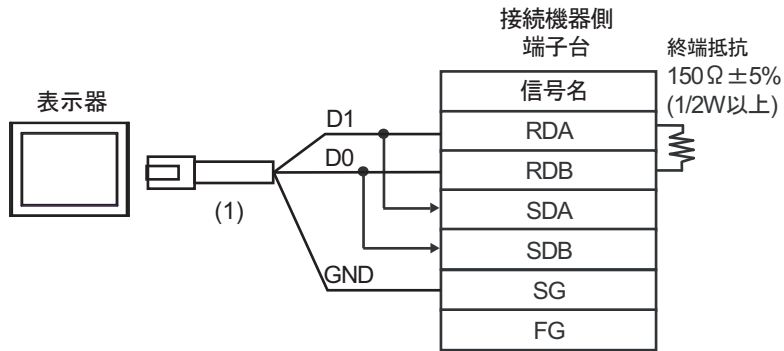 接続機器側
端子台
終端抵抗
150Ω±5%
(1/2W以上)
表示器
信号名
D1
RDA
D0
RDB
(1)
SDA
SDB
GND
SG
FG